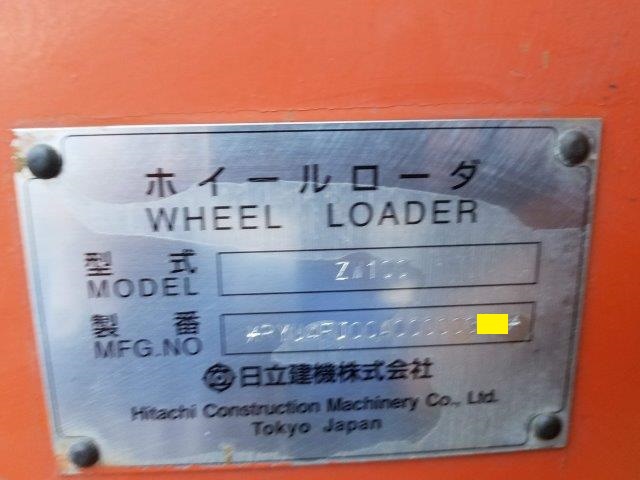 ホイールローダ
WHEEL LOADER
型式
MODEL
製番
MFG.NO
日立建機株式会社
Hitachi Construction Machinery Co., Ltd.
Tokyo Japan